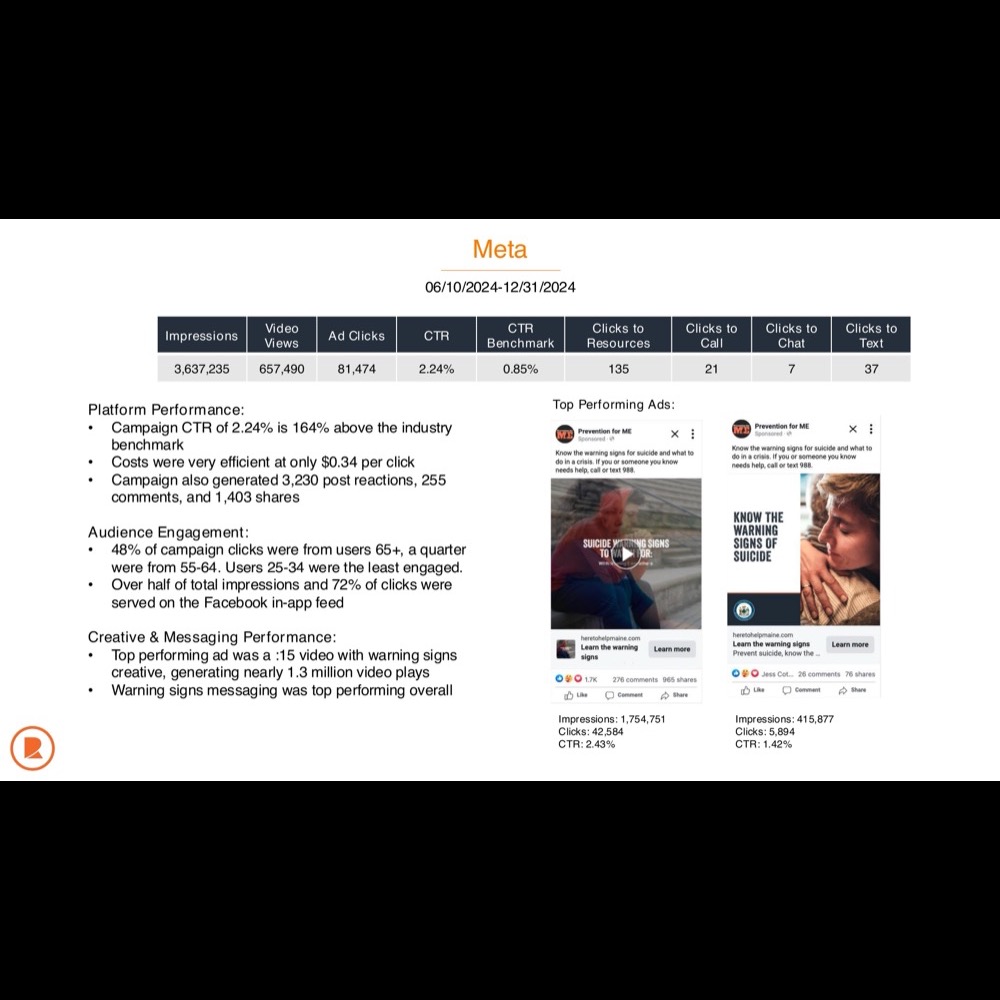 Meta
06/10/2024-12/31/2024
Impressions
Video
Views
Ad Clicks
CTR
CTR
Benchmark
Clicks to
Resources
Clicks to
Call
Clicks to
Chat
Clicks to
Text
3,637,235
657,490
81,474
2.24%
0.85%
135
21
7
37
Platform Performance:
• Campaign CTR of 2.24% is 164% above the industry
benchmark
• Costs were very efficient at only $0.34 per click
• Campaign also generated 3,230 post reactions, 255
comments, and 1,403 shares
Audience Engagement:
• 48% of campaign clicks were from users 65+, a quarter
were from 55-64. Users 25-34 were the least engaged.
• Over half of total impressions and 72% of clicks were
served on the Facebook in-app feed
Creative & Messaging Performance:
• Top performing ad was a :15 video with warning signs
creative, generating nearly 1.3 million video plays
• Warning signs messaging was top performing overall
Top Performing Ads:
ME
Prevention for ME
Sponsored
Know the warning signs for suicide and what to
do in a crisis. If you or someone you know
needs help, call or text 988.
SUICIDE WARNING SIGNS
TO WATCH FOR:
heretohelpmaine.com
Learn the warning
signs
Learn more
1.7K 276 comments 965 shares
Like Comment Share
Impressions: 1,754,751
Clicks: 42,584
CTR: 2.43%
ME
Prevention for ME
Sponsored
Know the warning signs for suicide and what to
do in a crisis. If you or someone you know
needs help, call or text 988.
KNOW THE
WARNING
SIGNS OF
SUICIDE
heretohelpmaine.com
Learn the warning signs
Prevent suicide, know the ...
Learn more
Jess Cot... 26 comments 76 shares
Like Comment Share
Impressions: 415,877
Clicks: 5,894
CTR: 1.42%